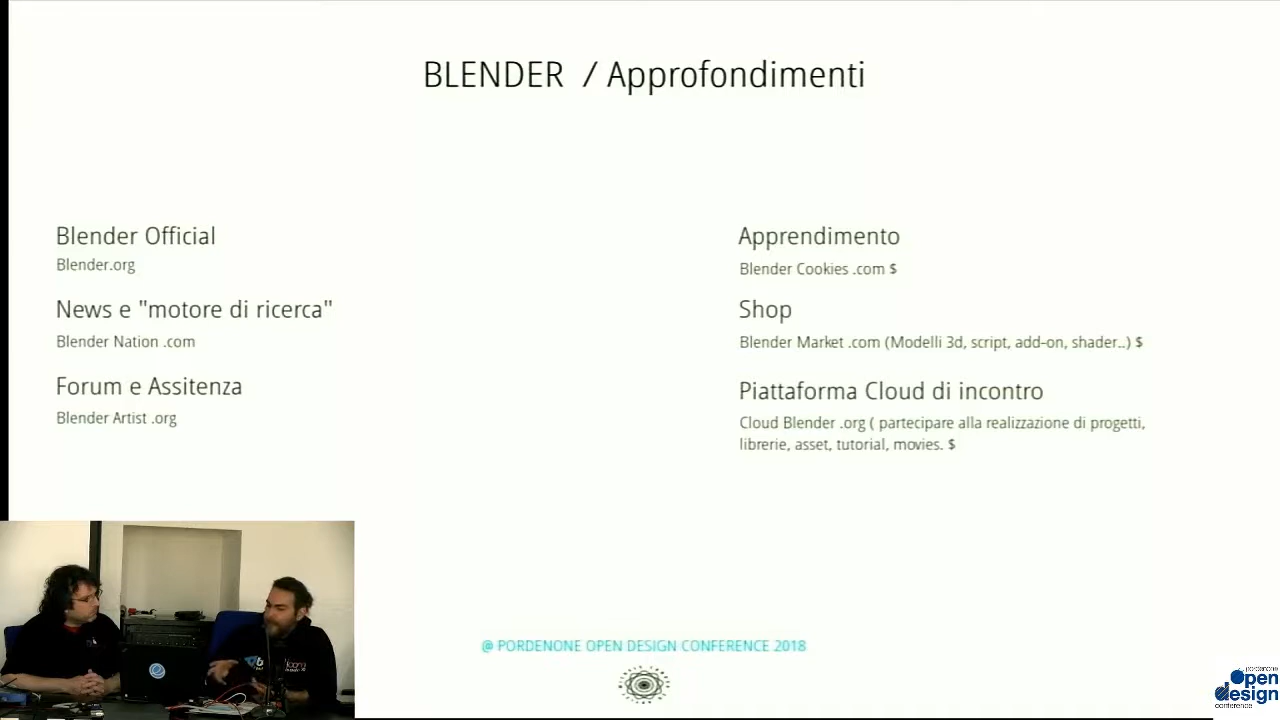 BLENDER / Approfondimenti
Blender Official
Blender.org
News e "motore di ricerca"
Blender Nation .com
Forum e Assitenza
Blender Artist .org
Apprendimento
Blender Cookies .com $
Shop
Blender Market .com (Modelli 3d, script, add-on, shader..) $
Piattaforma Cloud di incontro
Cloud Blender .org ( partecipare alla realizzazione di progetti,
librerie, asset, tutorial, movies. $
@ PORDENONE OPEN DESIGN CONFERENCE 2018
pordenone
open
design
conference